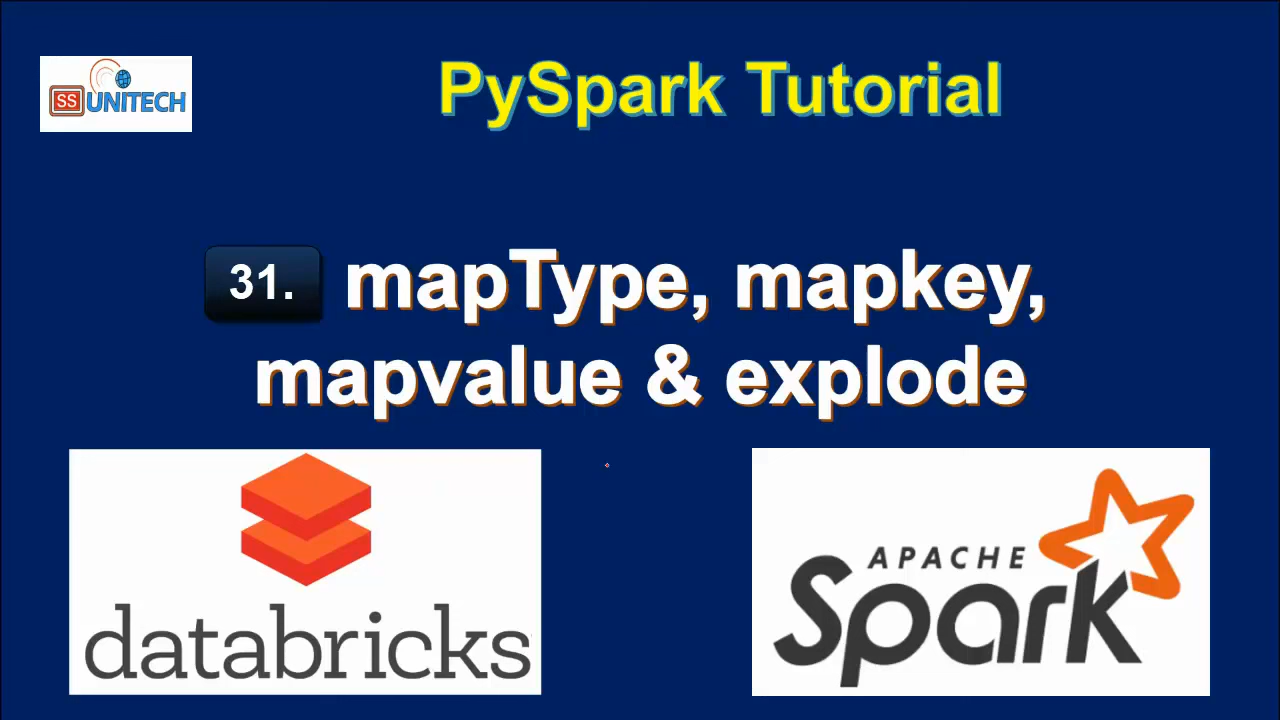 SS UNITECH
PySpark Tutorial
31. mapType, mapkey,
mapvalue & explode
databricks
APACHE
Spark